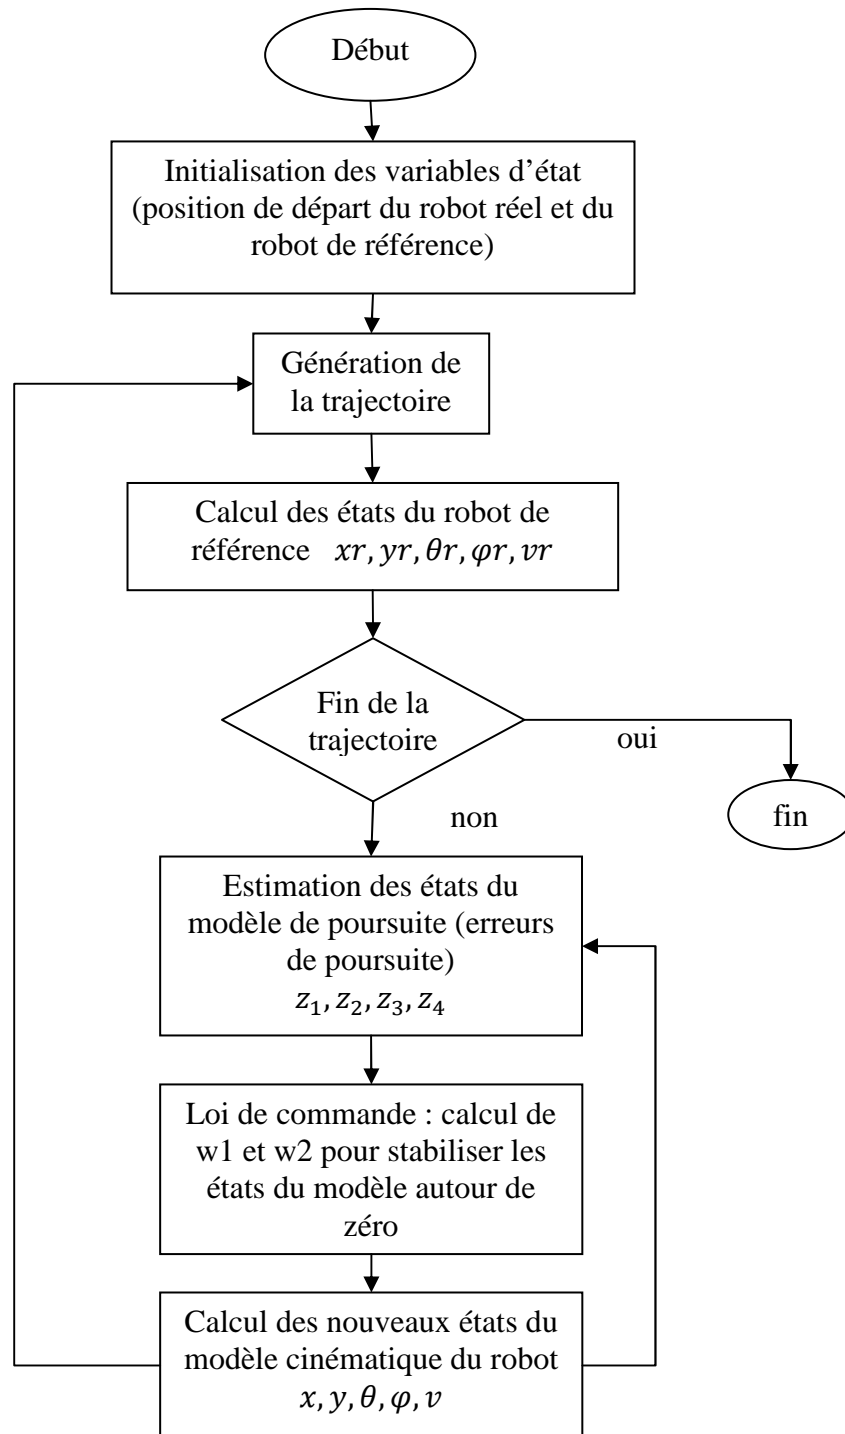 Début
Initialisation des variables d’état
(position de départ du robot réel et du
robot de référence)
Génération de
la trajectoire
Calcul des états du robot de
référence xr, yr, θr, φr, vr
Fin de la
trajectoire
oui
fin
non
Estimation des états du
modèle de poursuite (erreurs
de poursuite)
z₁, z₂, z₃, z₄
Loi de commande : calcul de
w1 et w2 pour stabiliser les
états du modèle autour de
zéro
Calcul des nouveaux états du
modèle cinématique du robot
x, y, θ, φ, v